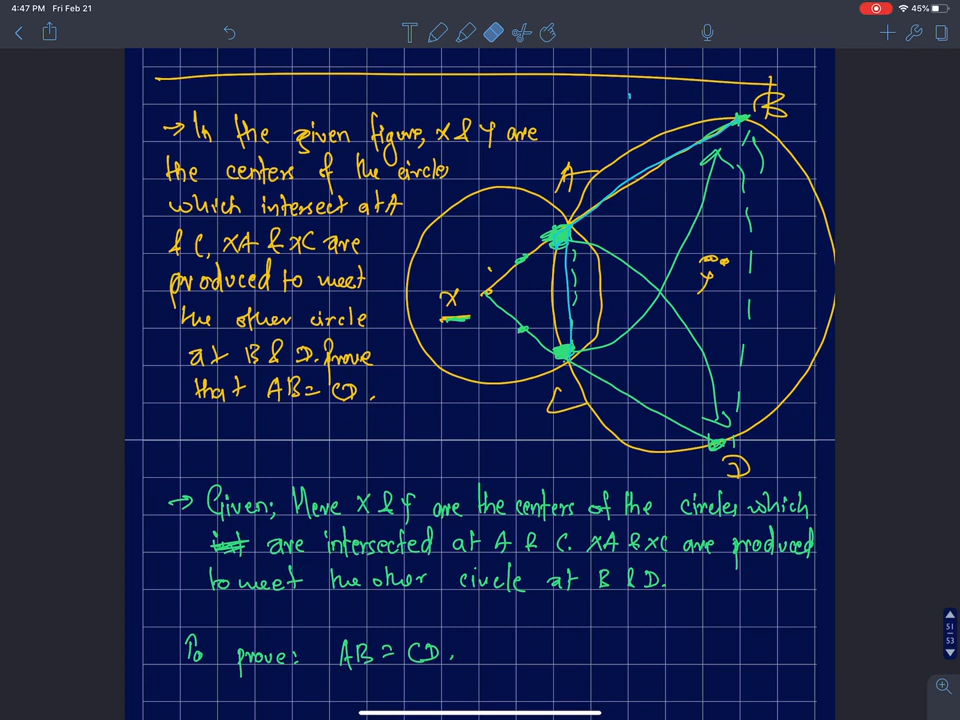 4:47 PM Fri Feb 21
45%
→ In the given figure, X & Y are
the centers of the circles
which intersect at A
& C, XA & XC are
produced to meet
the other circle
at B & D. Prove
that AB = CD.
B
A
X
Y
C
D
→ Given; Here X & Y are the centers of the circles which
are intersected at A & C. XA & XC are produced
to meet the other circle at B & D.
To prove: AB = CD.
51
53